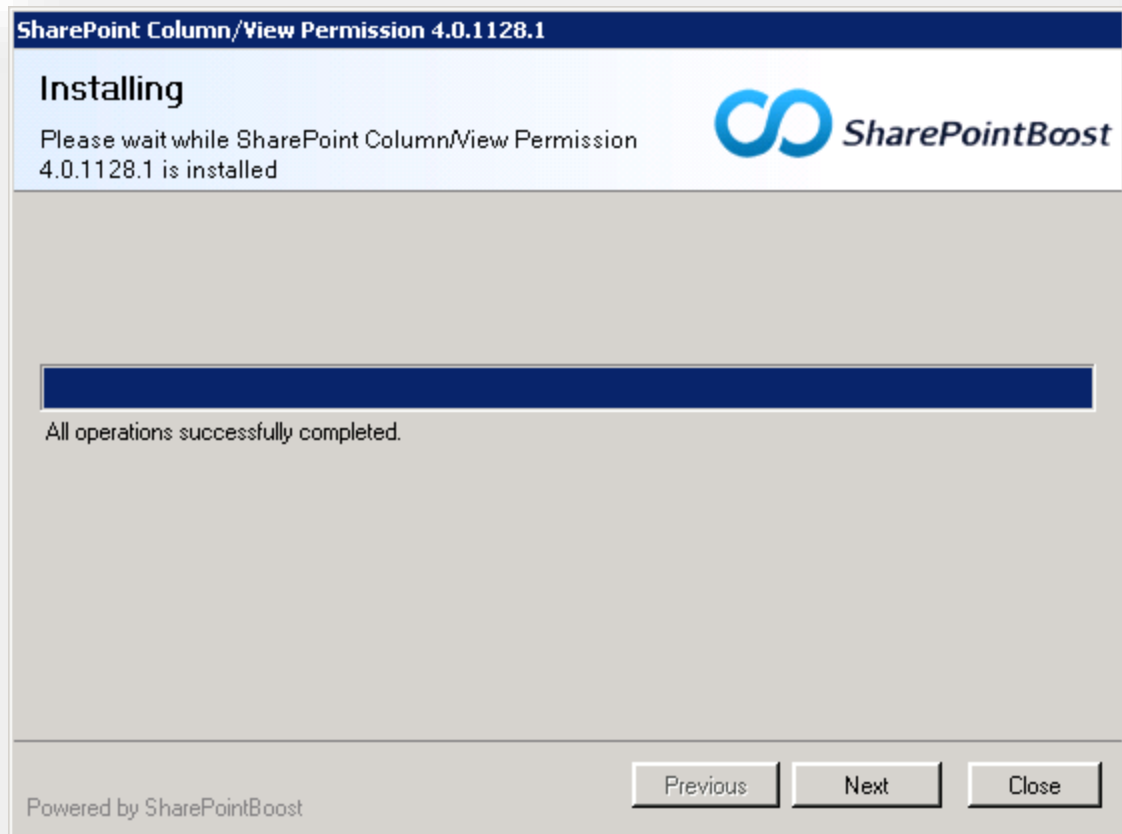 SharePoint Column/View Permission 4.0.1128.1
Installing
Please wait while SharePoint Column/View Permission
4.0.1128.1 is installed
SharePointBoost
All operations successfully completed.
Previous
Next
Close
Powered by SharePointBoost